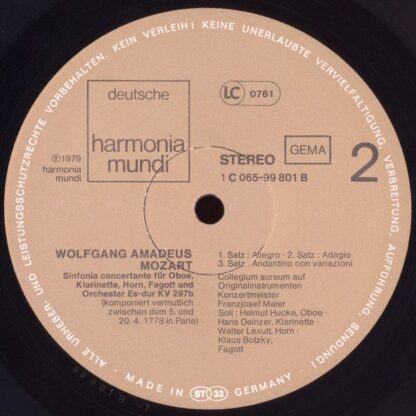 ALLE URHEBER- UND LEISTUNGSSCHUTZRECHTE VORBEHALTEN. KEIN VERLEIH! KEINE UNERLAUBTE VERVIELFÄLTIGUNG, VERBREITUNG, AUFFÜHRUNG, SENDUNG!
deutsche
harmonia
mundi
LC 0761
℗ 1979
harmonia
mundi
STEREO
GEMA
2
1 C 065-99 801 B
WOLFGANG AMADEUS
MOZART
Sinfonia concertante für Oboe,
Klarinette, Horn, Fagott und
Orchester Es-dur KV 297b
(komponiert vermutlich
zwischen dem 5. und
20. 4. 1778 in Paris)
1. Satz: Allegro · 2. Satz: Adagio
3. Satz: Andantino con variazioni
Collegium aureum auf
Originalinstrumenten
Konzertmeister
Franzjosef Maier
Soli: Helmut Hucke, Oboe ·
Hans Deinzer, Klarinette ·
Walter Lexutt, Horn ·
Klaus Botzky,
Fagott
MADE IN ST 33 GERMANY